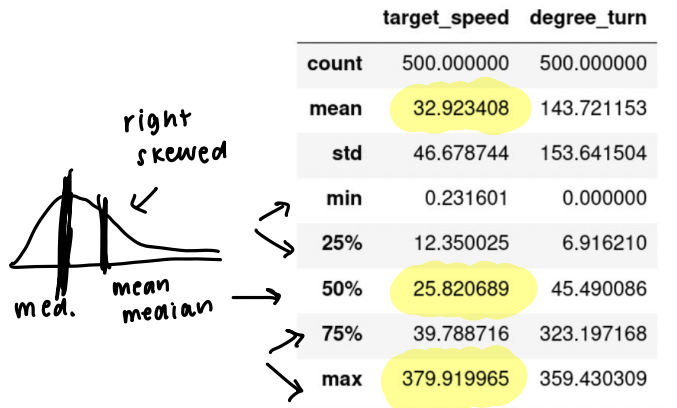 target_speed degree_turn
count 500.000000 500.000000
mean 32.923408 143.721153
std 46.678744 153.641504
min 0.231601 0.000000
25% 12.350025 6.916210
50% 25.820689 45.490086
75% 39.788716 323.197168
max 379.919965 359.430309
right
skewed
med.
mean
median